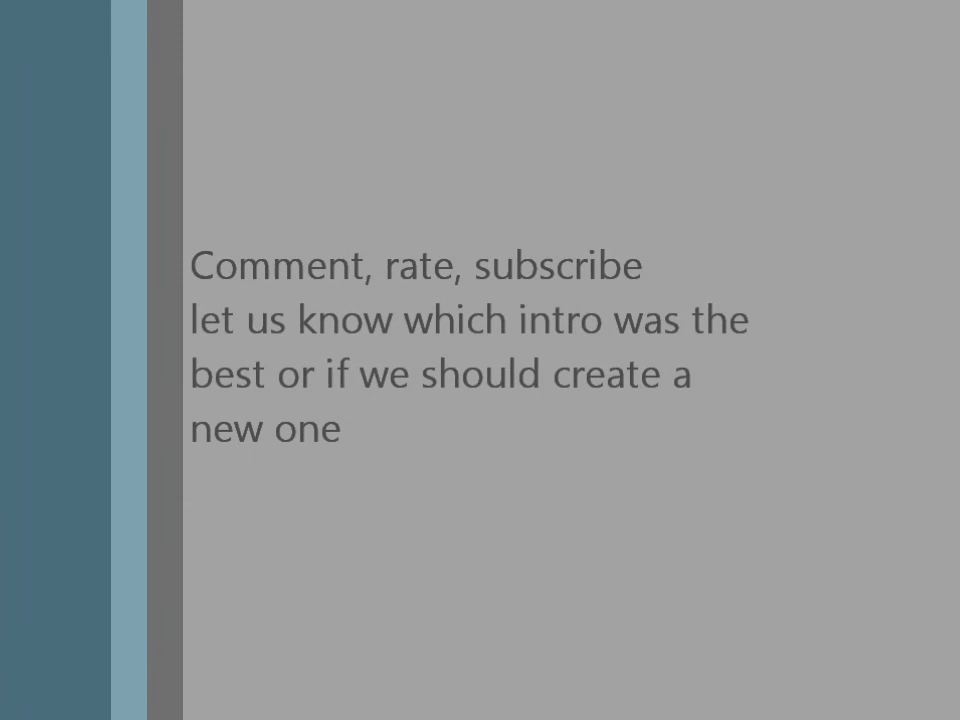 Comment, rate, subscribe
let us know which intro was the
best or if we should create a
new one